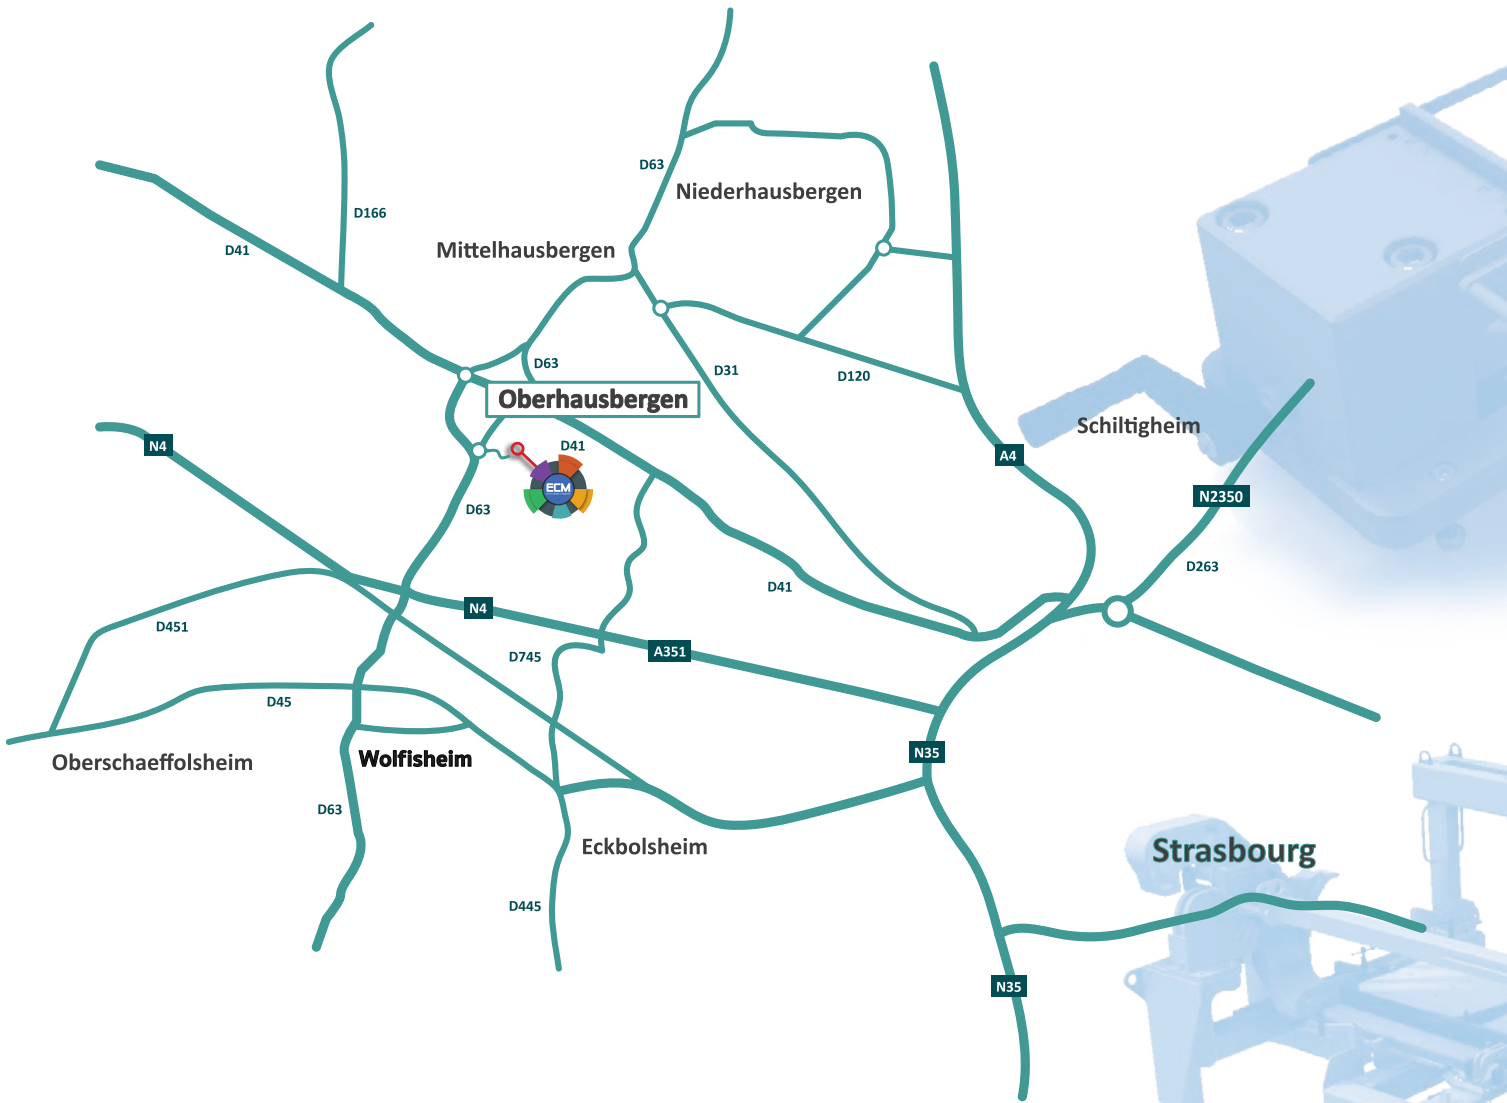 D63
Niederhausbergen
D166
D41
Mittelhausbergen
D63
D31
D120
Oberhausbergen
Schiltigheim
N4
D41
A4
ECM
N2350
D63
D263
D41
N4
D451
A351
D745
D45
N35
Oberschaeffolsheim
Wolfisheim
D63
Eckbolsheim
Strasbourg
D445
N35